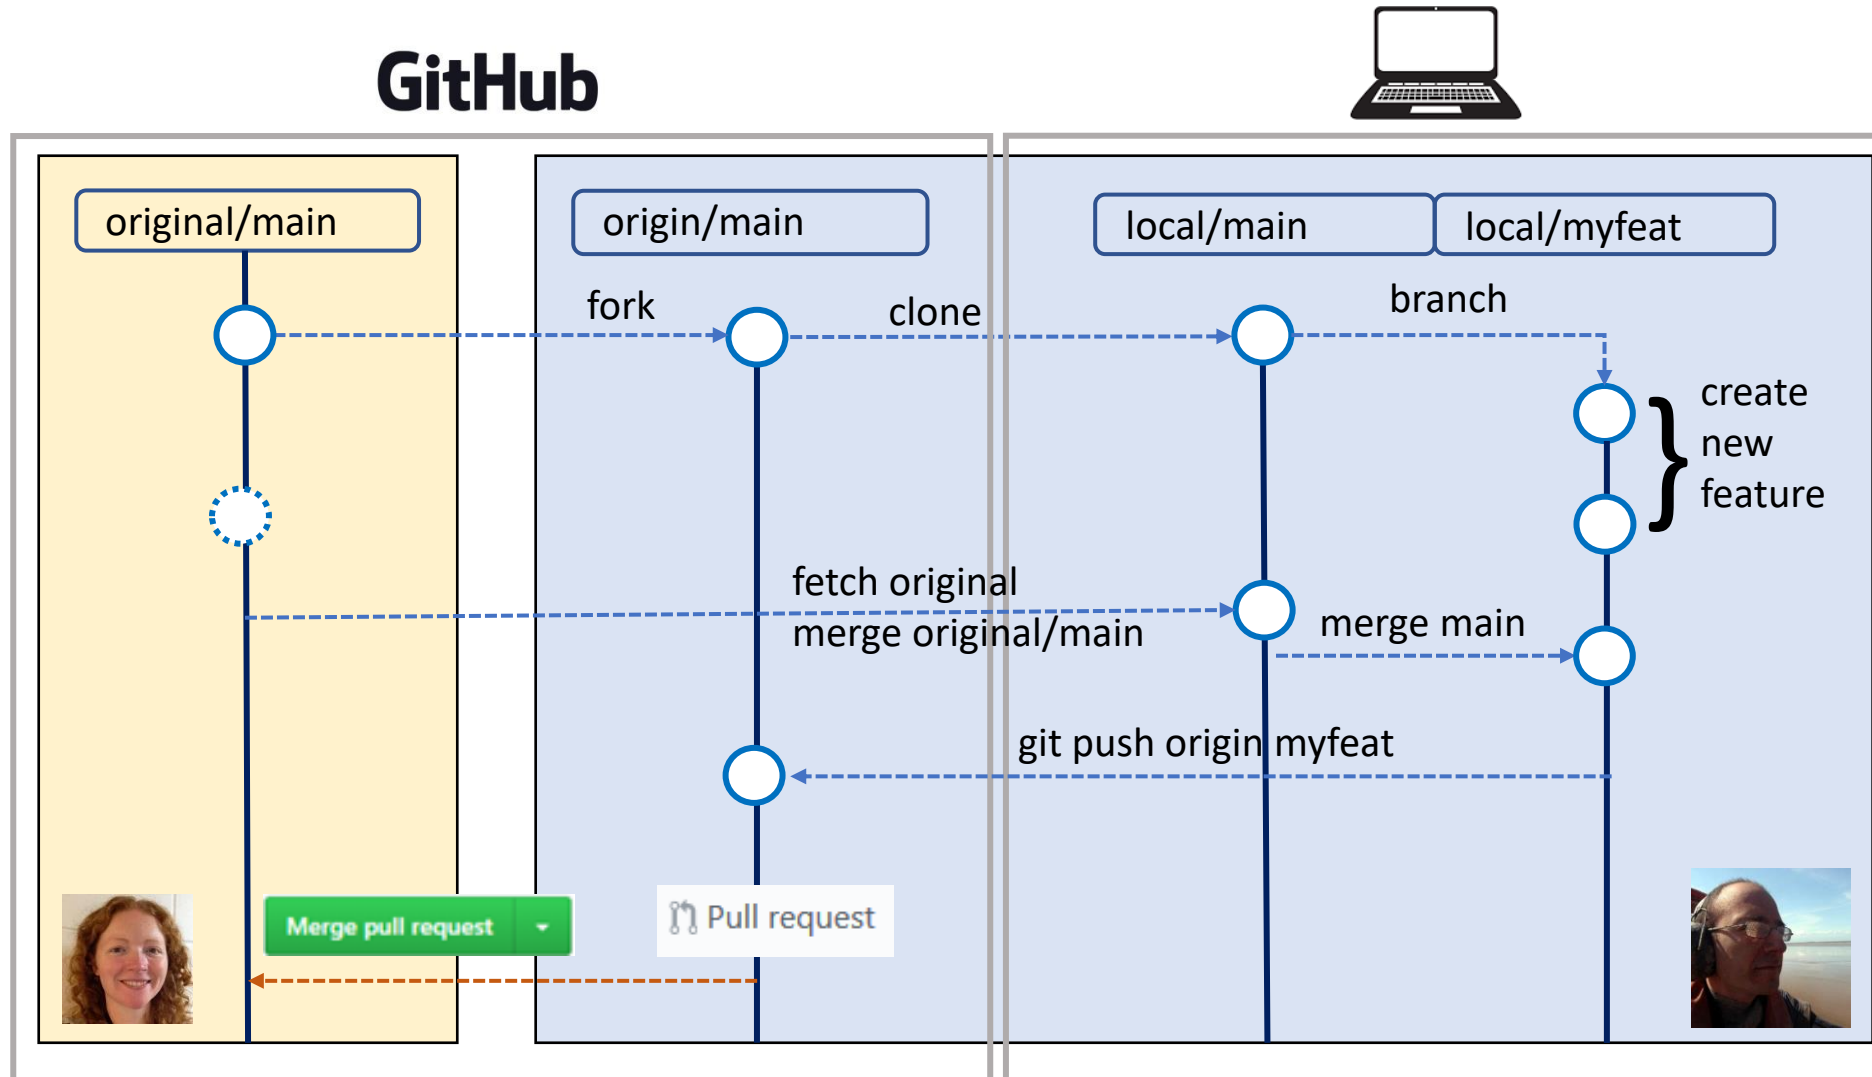 GitHub
original/main
origin/main
local/main
local/myfeat
fork
clone
branch
create
new
feature
fetch original
merge original/main
merge main
git push origin myfeat
Merge pull request
Pull request